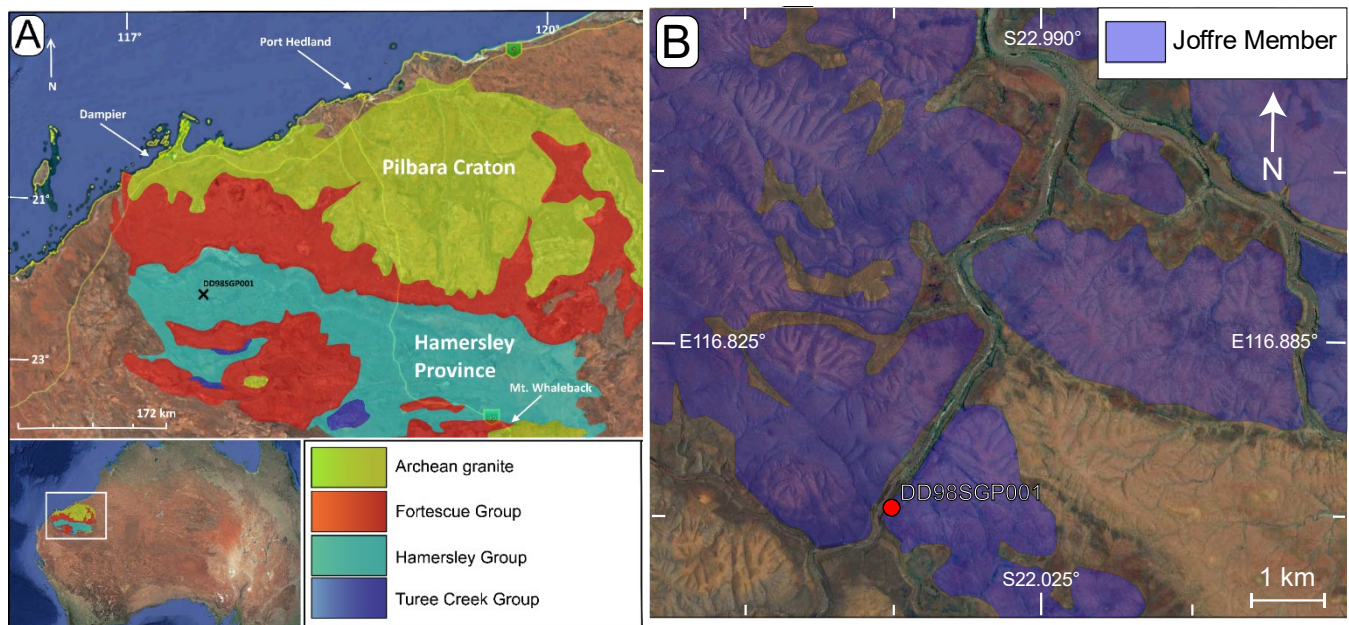 A
117°
Port Hedland
120°
N
Dampier
Pilbara Craton
21°
DD98SGP001
Hamersley
Province
23°
Mt. Whaleback
172 km
Archean granite
Fortescue Group
Hamersley Group
Turee Creek Group
B
S22.990°
Joffre Member
N
E116.825°
E116.885°
DD98SGP001
S22.025°
1 km